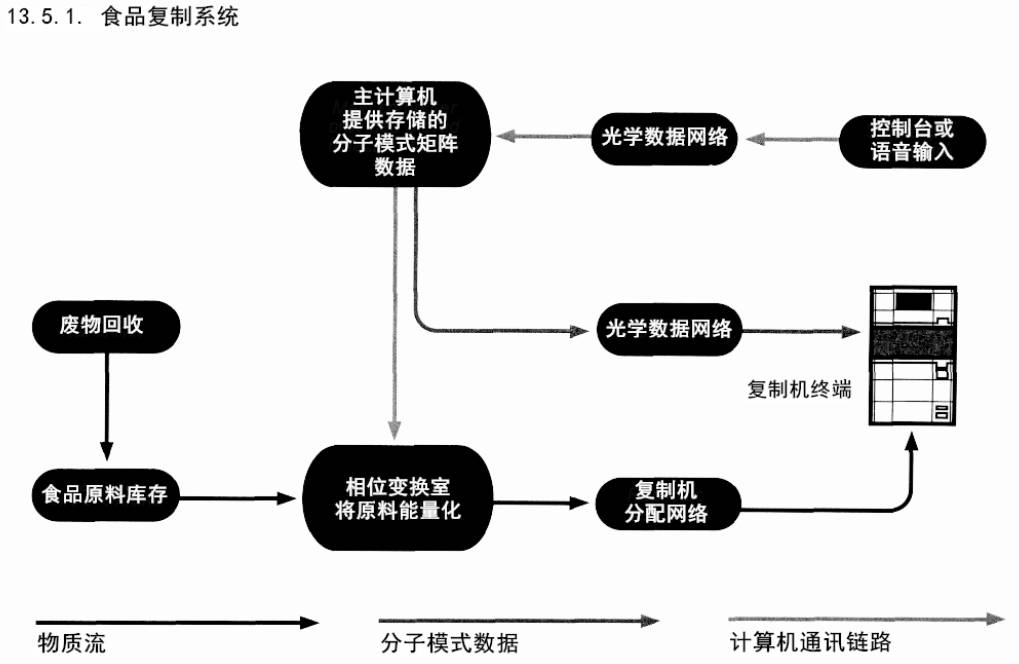 13.5.1. 食品复制系统
主计算机
提供存储的
分子模式矩阵
数据
光学数据网络
控制台或
语音输入
废物回收
光学数据网络
复制机终端
食品原料库存
相位变换室
将原料能量化
复制机
分配网络
物质流
分子模式数据
计算机通讯链路